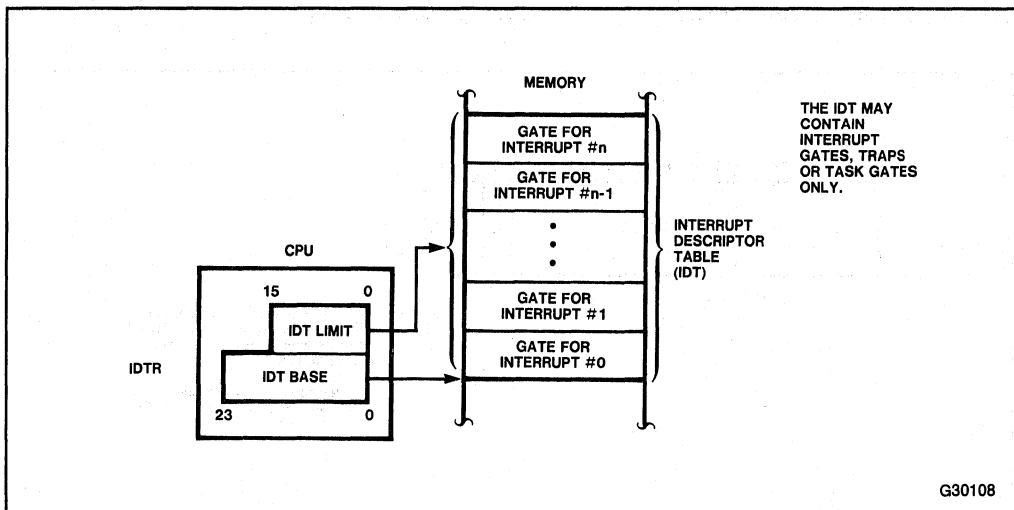 MEMORY
THE IDT MAY
CONTAIN
INTERRUPT
GATES, TRAPS
OR TASK GATES
ONLY.
GATE FOR
INTERRUPT #n
GATE FOR
INTERRUPT #n-1
INTERRUPT
DESCRIPTOR
TABLE
(IDT)
CPU
15 0
IDT LIMIT
IDTR
IDT BASE
23 0
GATE FOR
INTERRUPT #1
GATE FOR
INTERRUPT #0
G30108